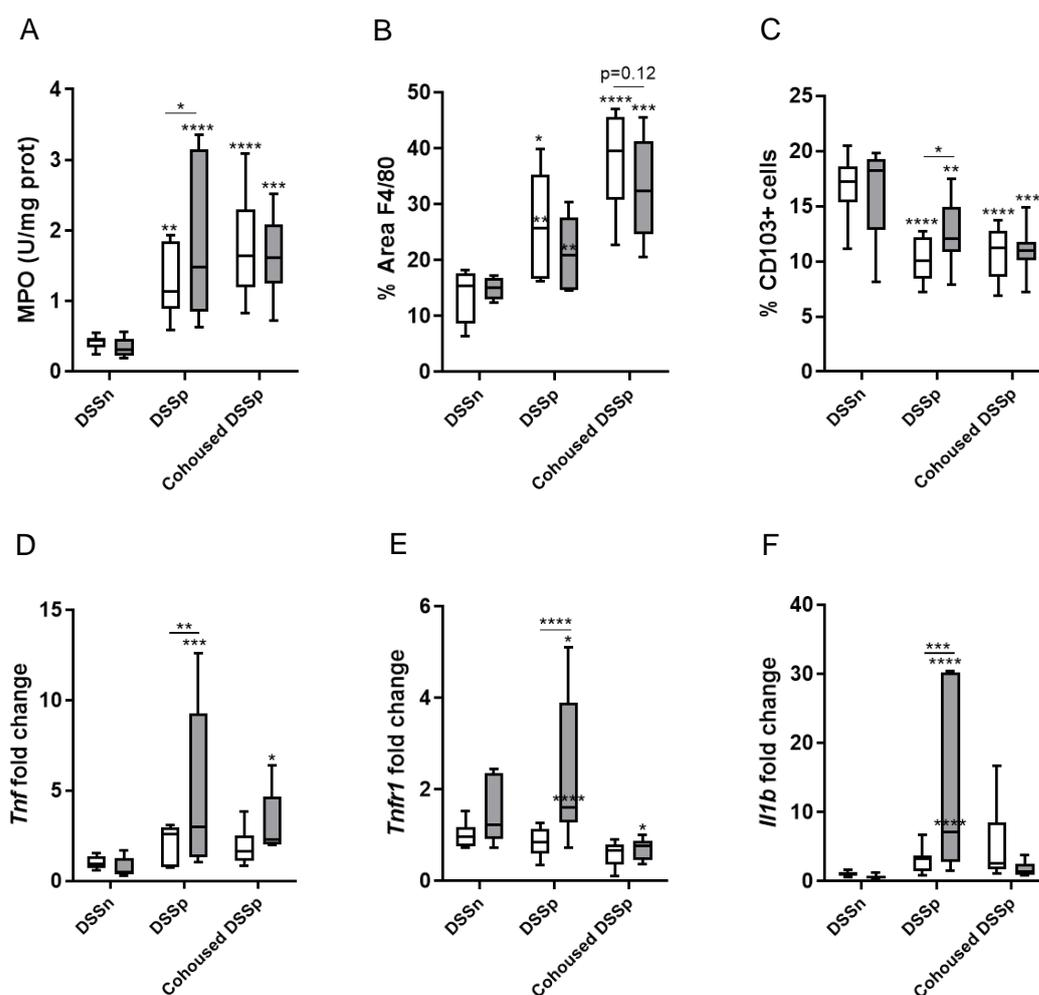 A
MPO (U/mg prot)
4
3
2
1
0
*
****
**
****
***
DSSn
DSSp
Cohoused DSSp
B
% Area F4/80
50
40
30
20
10
0
p=0.12
****
***
*
**
**
DSSn
DSSp
Cohoused DSSp
C
% CD103+ cells
25
20
15
10
5
0
*
**
****
****
***
DSSn
DSSp
Cohoused DSSp
D
Tnf fold change
15
10
5
0
**
***
*
DSSn
DSSp
Cohoused DSSp
E
Tnfr1 fold change
6
4
2
0
****
*
****
*
DSSn
DSSp
Cohoused DSSp
F
Il1b fold change
40
30
20
10
0
***
****
****
DSSn
DSSp
Cohoused DSSp